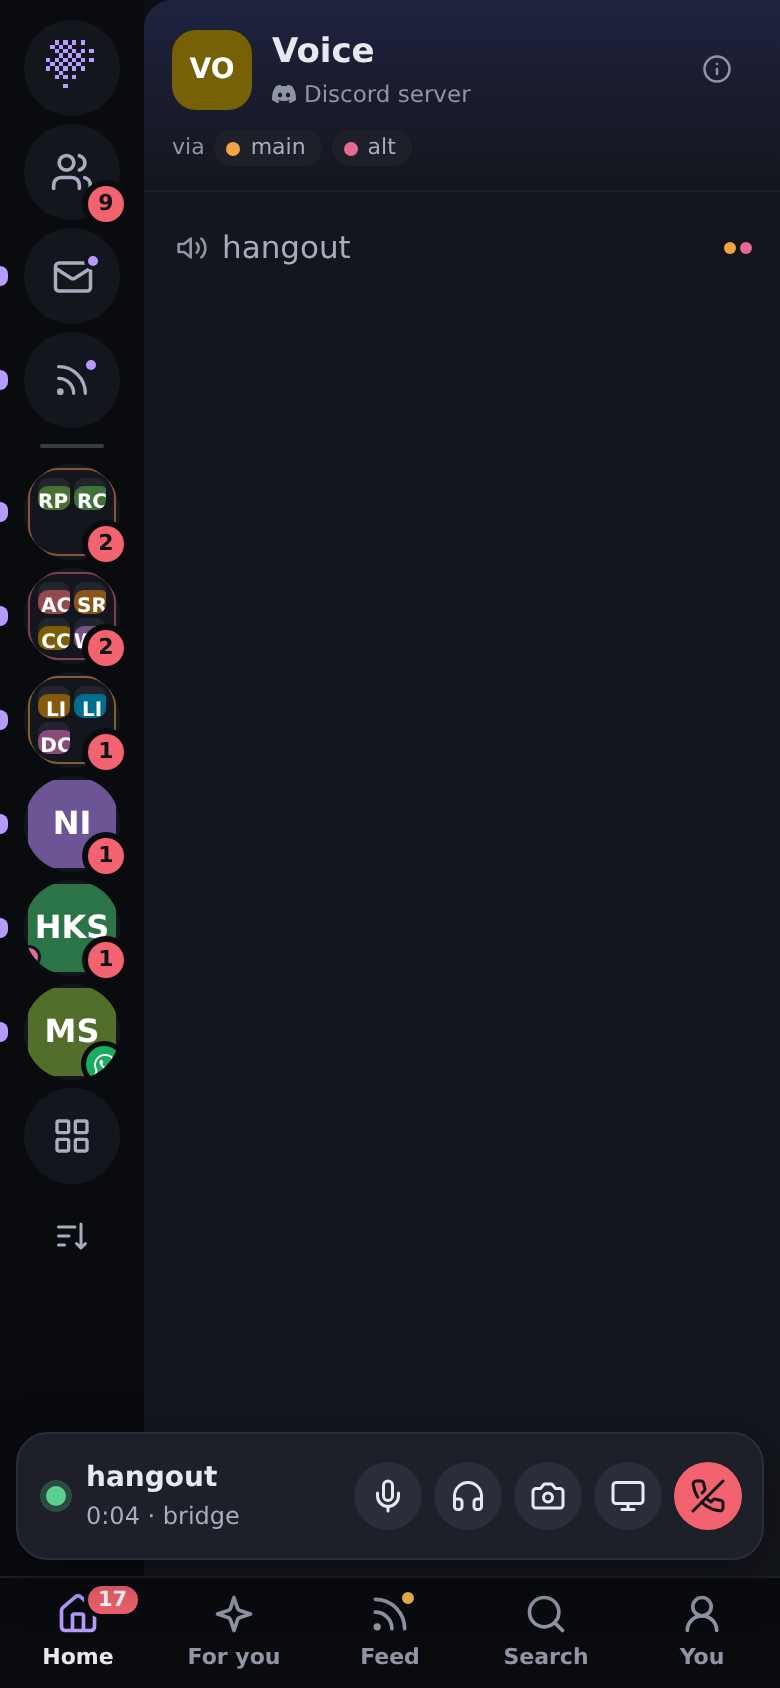 VO
Voice
Discord server
via main alt
hangout
9
RP RC
2
AC SR
CC
2
LI LI
DC
1
NI
1
HKS
1
MS
hangout
0:04 · bridge
17
Home For you Feed Search You